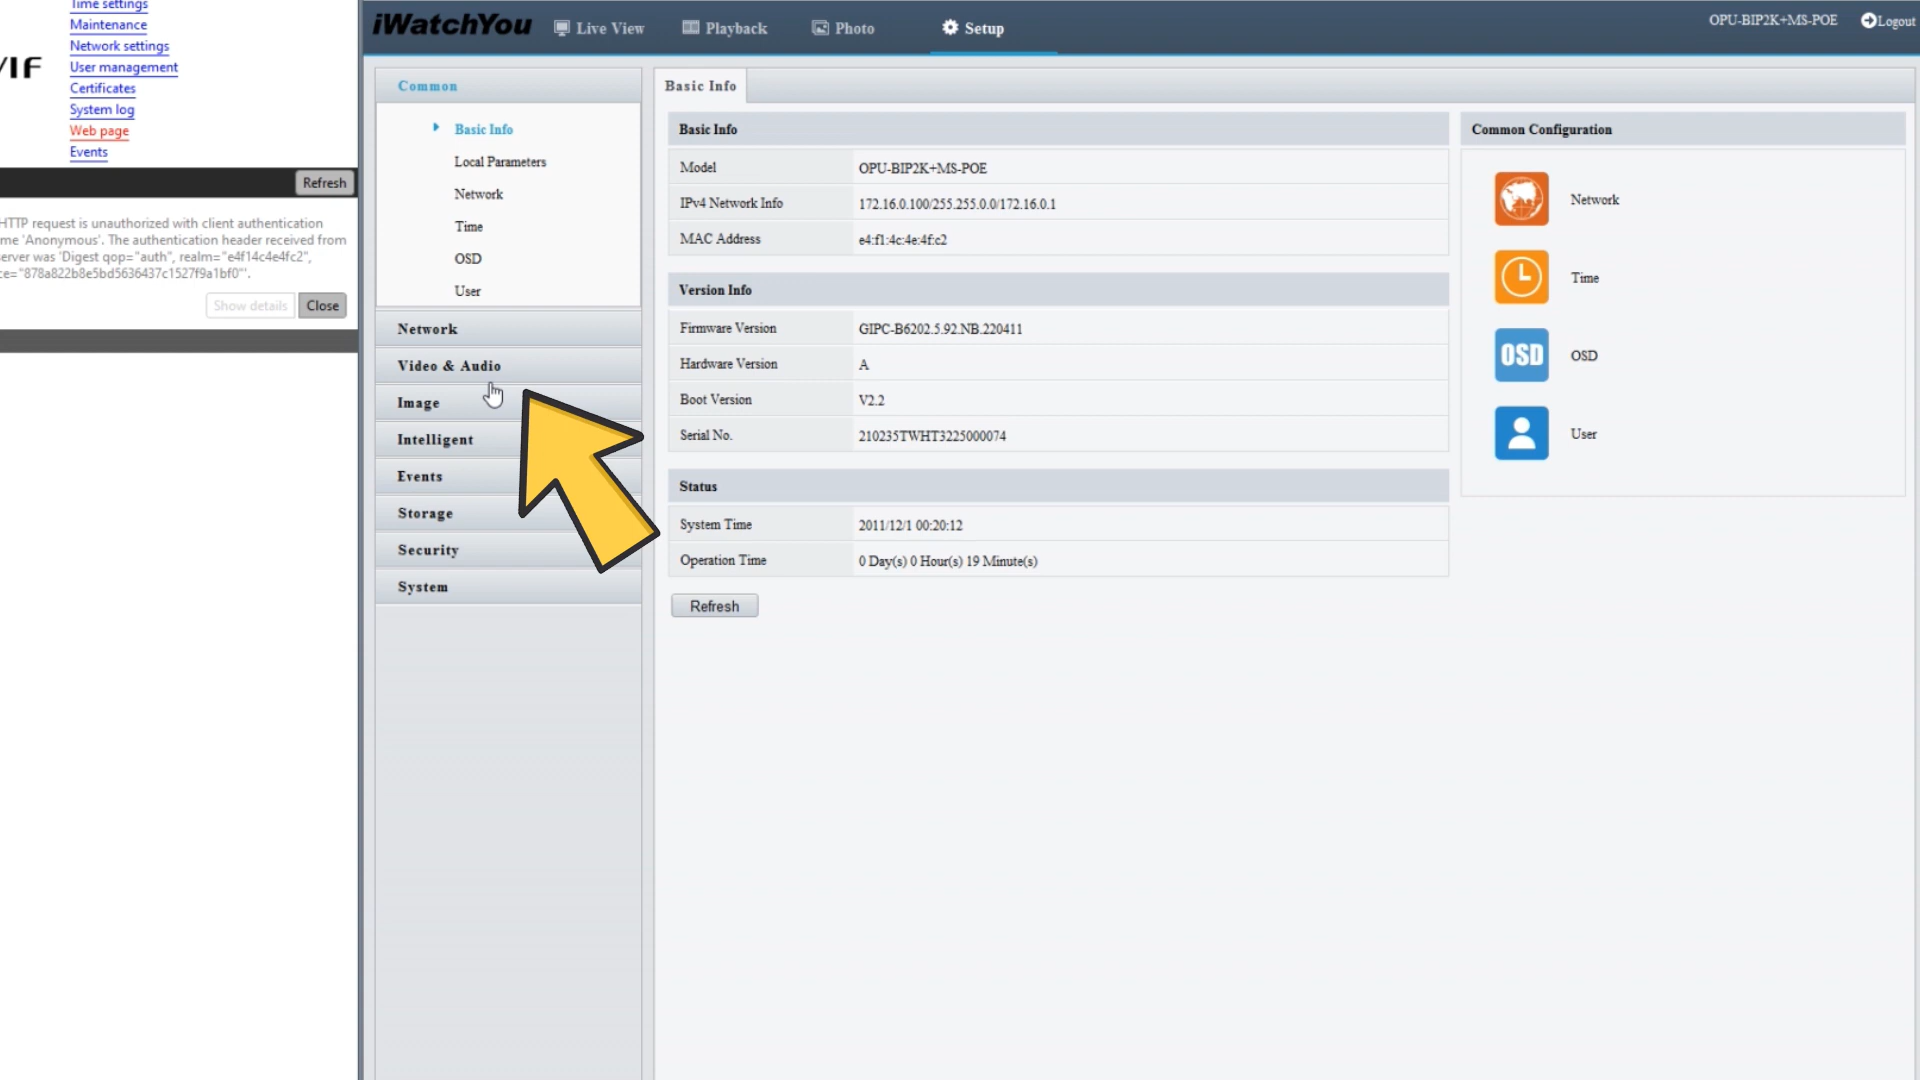 Time settings
Maintenance
Network settings
User management
Certificates
System log
Web page
Events
VIF
Refresh
HTTP request is unauthorized with client authentication
me 'Anonymous'. The authentication header received from
erver was 'Digest qop="auth", realm="e4f14c4e4fc2",
ce="878a822b8e5bd5636437c1527f9a1bf0"'.
Show details
Close
iWatchYou
Live View
Playback
Photo
Setup
OPU-BIP2K+MS-POE
Logout
Common
Basic Info
Local Parameters
Network
Time
OSD
User
Network
Video & Audio
Image
Intelligent
Events
Storage
Security
System
Basic Info
Basic Info
Model OPU-BIP2K+MS-POE
IPv4 Network Info 172.16.0.100/255.255.0.0/172.16.0.1
MAC Address e4:f1:4c:4e:4f:c2
Version Info
Firmware Version GIPC-B6202.5.92.NB.220411
Hardware Version A
Boot Version V2.2
Serial No. 210235TWHT3225000074
Status
System Time 2011/12/1 00:20:12
Operation Time 0 Day(s) 0 Hour(s) 19 Minute(s)
Refresh
Common Configuration
Network
Time
OSD OSD
User